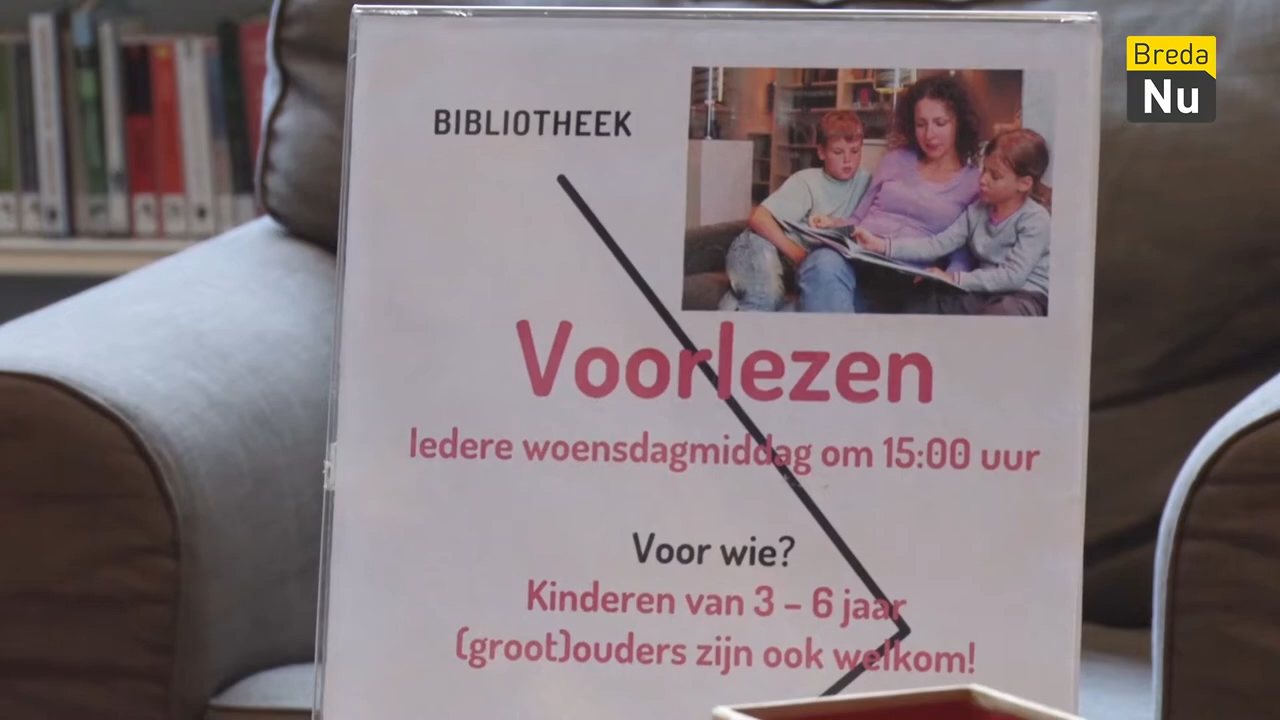 Breda
Nu
BIBLIOTHEEK
Voorlezen
Iedere woensdagmiddag om 15:00 uur
Voor wie?
Kinderen van 3 – 6 jaar
(groot)ouders zijn ook welkom!